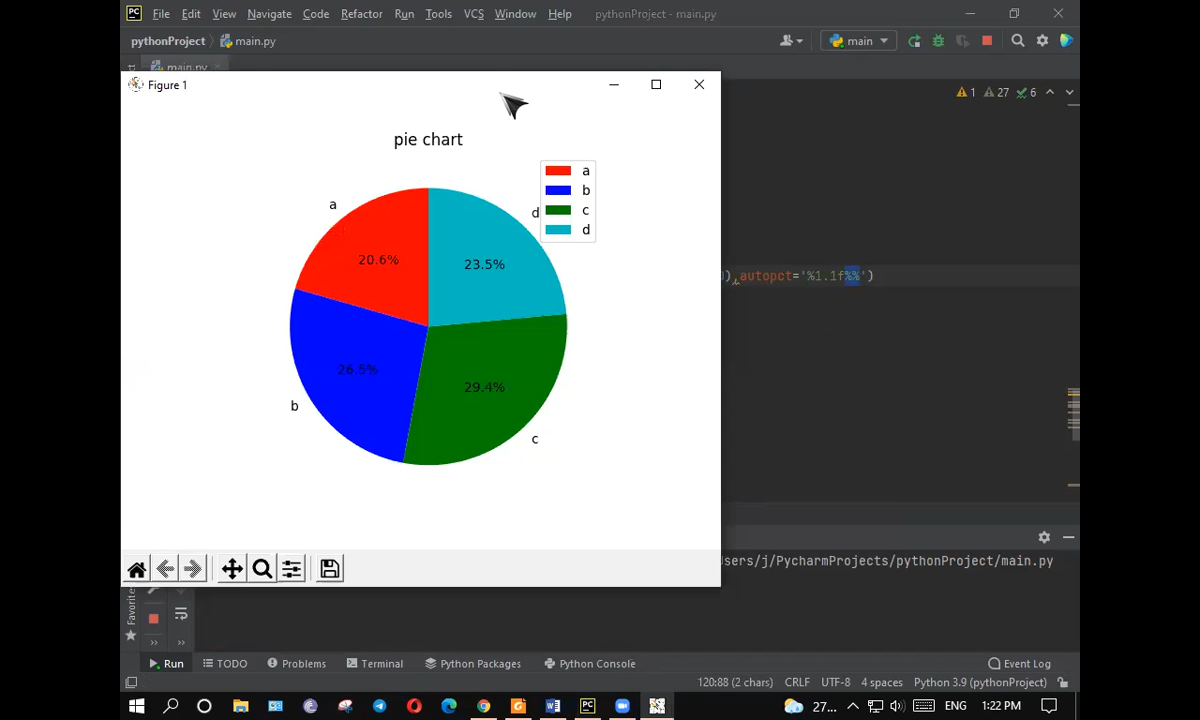 File Edit View Navigate Code Refactor Run Tools VCS Window Help pythonProject - main.py
pythonProject main.py main
main.py
Figure 1
1 27 6
pie chart
a
b
c
d
a
d
20.6%
23.5%
26.5%
29.4%
b
c
),autopct='%1.1f%%')
sers/j/PycharmProjects/pythonProject/main.py
Favorite
Run TODO Problems Terminal Python Packages Python Console Event Log
120:88 (2 chars) CRLF UTF-8 4 spaces Python 3.9 (pythonProject)
27... ENG 1:22 PM